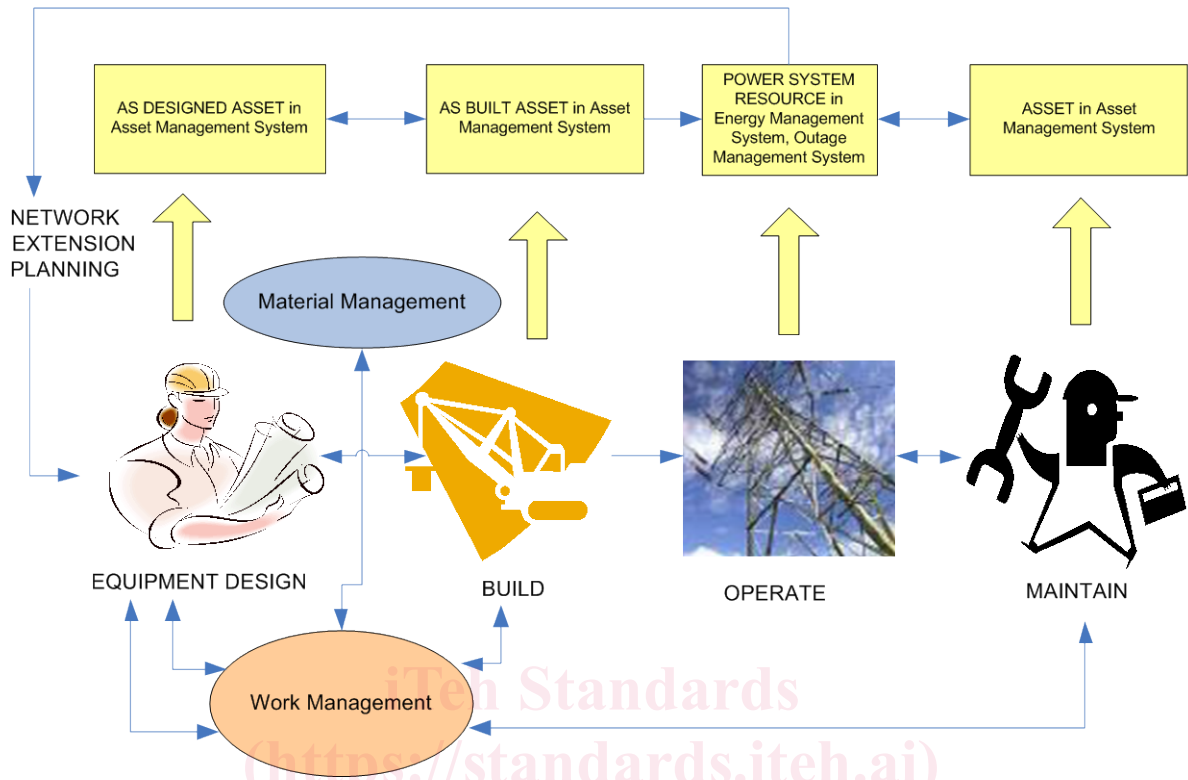 AS DESIGNED ASSET in
Asset Management System
AS BUILT ASSET in Asset
Management System
POWER SYSTEM
RESOURCE in
Energy Management
System, Outage
Management System
ASSET in Asset
Management System
NETWORK
EXTENSION
PLANNING
Material Management
EQUIPMENT DESIGN
BUILD
OPERATE
MAINTAIN
Work Management
iTeh Standards
(https://standards.iteh.ai)